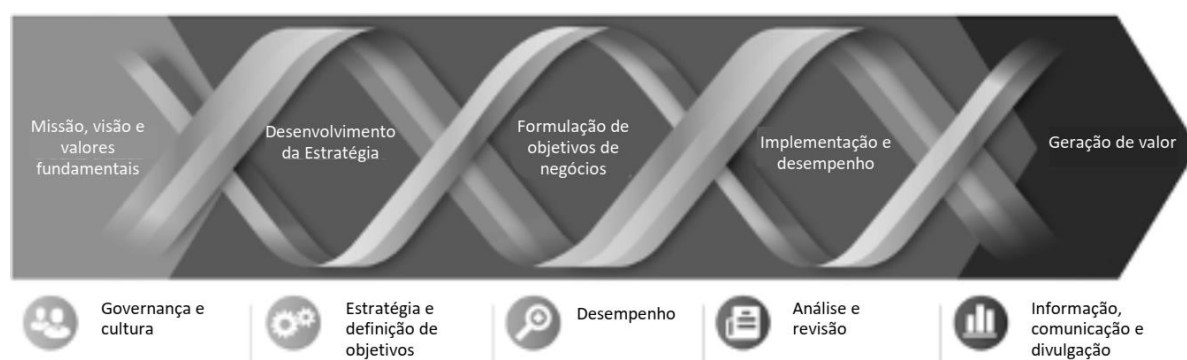 Missão, visão e
valores
fundamentais
Desenvolvimento
da Estratégia
Formulação de
objetivos de
negócios
Implementação e
desempenho
Geração de valor
Governança e
cultura
Estratégia e
definição de
objetivos
Desempenho
Análise e
revisão
Informação,
comunicação e
divulgação